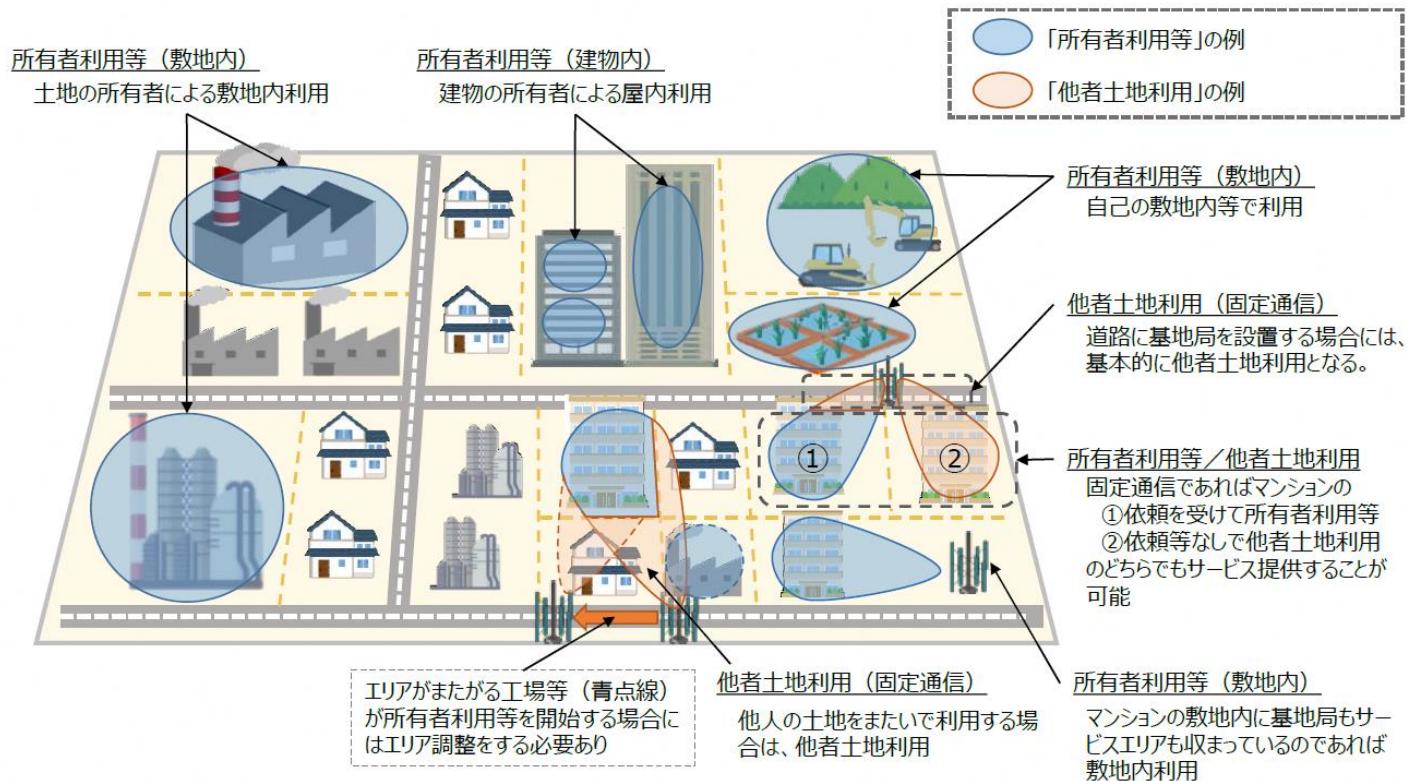 「所有者利用等」の例
「他者土地利用」の例
所有者利用等（敷地内）
土地の所有者による敷地内利用
所有者利用等（建物内）
建物の所有者による屋内利用
所有者利用等（敷地内）
自己の敷地内等で利用
他者土地利用（固定通信）
道路に基地局を設置する場合には、
基本的に他者土地利用となる。
①
②
所有者利用等／他者土地利用
固定通信であればマンションの
①依頼を受けて所有者利用等
②依頼等なしで他者土地利用
のどちらでもサービス提供することが
可能
エリアがまたがる工場等（青点線）
が所有者利用等を開始する場合に
はエリア調整をする必要あり
他者土地利用（固定通信）
他人の土地をまたいで利用する場
合は、他者土地利用
所有者利用等（敷地内）
マンションの敷地内に基地局もサー
ビスエリアも収まっているのであれば
敷地内利用